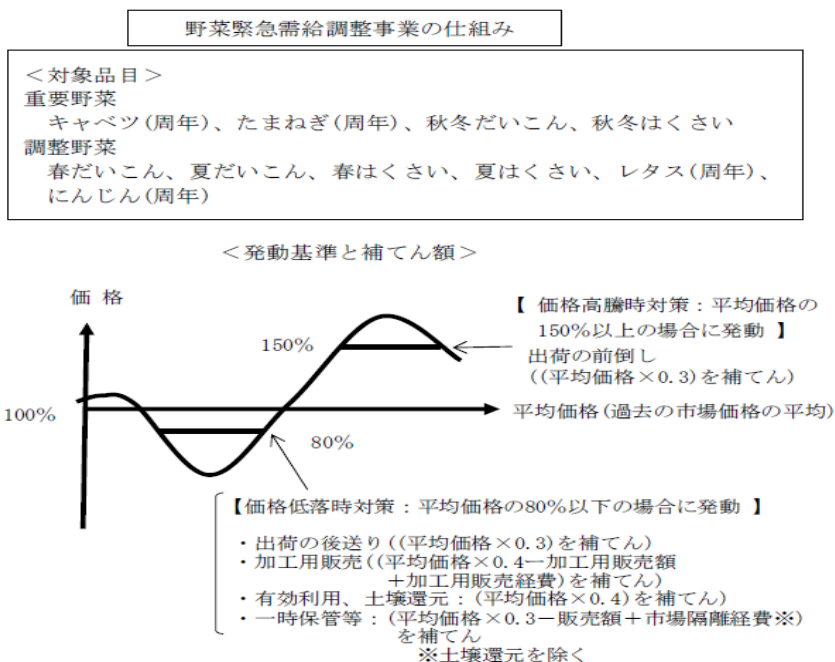 野菜緊急需給調整事業の仕組み
＜対象品目＞
重要野菜
キャベツ(周年)、たまねぎ(周年)、秋冬だいこん、秋冬はくさい
調整野菜
春だいこん、夏だいこん、春はくさい、夏はくさい、レタス(周年)、
にんじん(周年)
＜発動基準と補てん額＞
価 格
【 価格高騰時対策：平均価格の
150%以上の場合に発動 】
出荷の前倒し
((平均価格×0.3)を補てん)
150%
100%
平均価格(過去の市場価格の平均)
80%
【価格低落時対策：平均価格の80%以下の場合に発動 】
・出荷の後送り((平均価格×0.3)を補てん)
・加工用販売((平均価格×0.4ー加工用販売額
＋加工用販売経費)を補てん)
・有効利用、土壌還元：(平均価格×0.4)を補てん)
・一時保管等：(平均価格×0.3－販売額＋市場隔離経費※)
を補てん
※土壌還元を除く